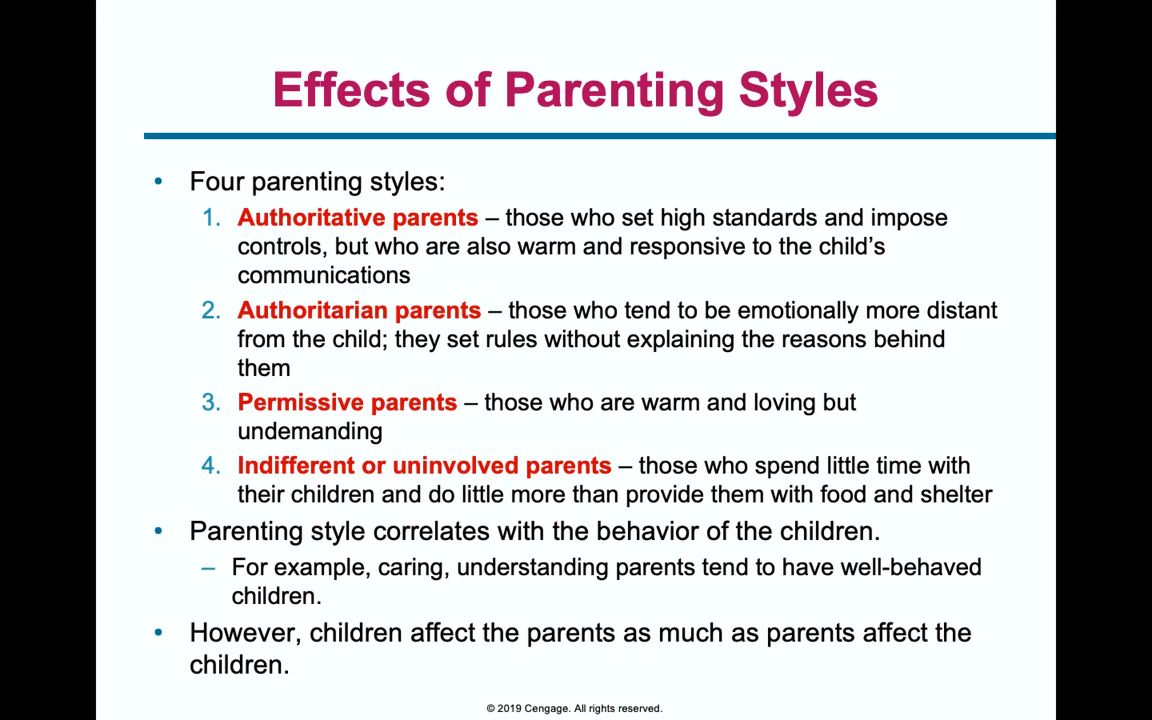 Effects of Parenting Styles
• Four parenting styles:
1. Authoritative parents – those who set high standards and impose
controls, but who are also warm and responsive to the child’s
communications
2. Authoritarian parents – those who tend to be emotionally more distant
from the child; they set rules without explaining the reasons behind
them
3. Permissive parents – those who are warm and loving but
undemanding
4. Indifferent or uninvolved parents – those who spend little time with
their children and do little more than provide them with food and shelter
• Parenting style correlates with the behavior of the children.
– For example, caring, understanding parents tend to have well-behaved
children.
• However, children affect the parents as much as parents affect the
children.
© 2019 Cengage. All rights reserved.